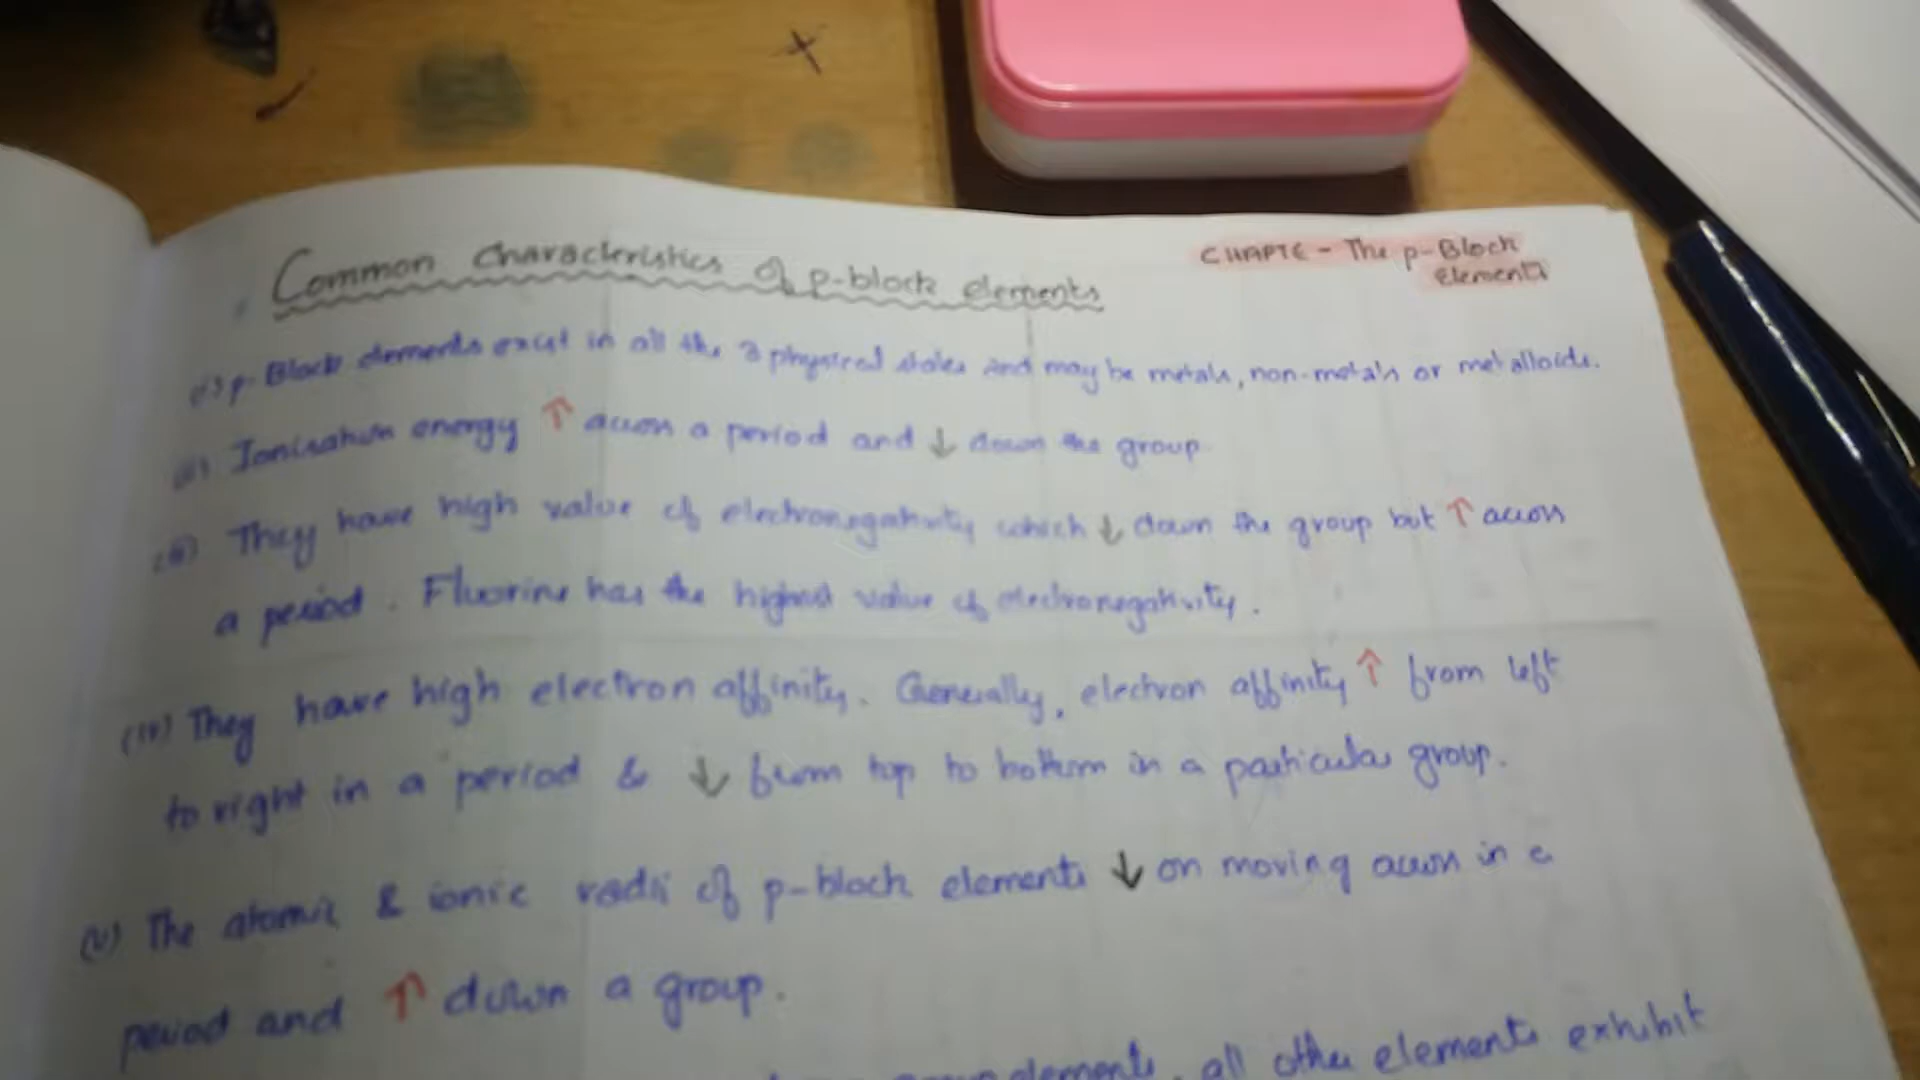 Common Characteristics of p-block elements
CHAPTE - The p-Block
Elements
(i) p-Block elements exist in all the 3 physical states and may be metals, non-metals or metalloids.
(ii) Ionisation energy ↑ across a period and ↓ down the group.
(iii) They have high value of electronegativity which ↓ down the group but ↑ across
a period. Fluorine has the highest value of electronegativity.
(iv) They have high electron affinity. Generally, electron affinity ↑ from left
to right in a period & ↓ from top to bottom in a particular group.
(v) The atomic & ionic radii of p-block elements ↓ on moving across in a
period and ↑ down a group.
elements, all other elements exhibit